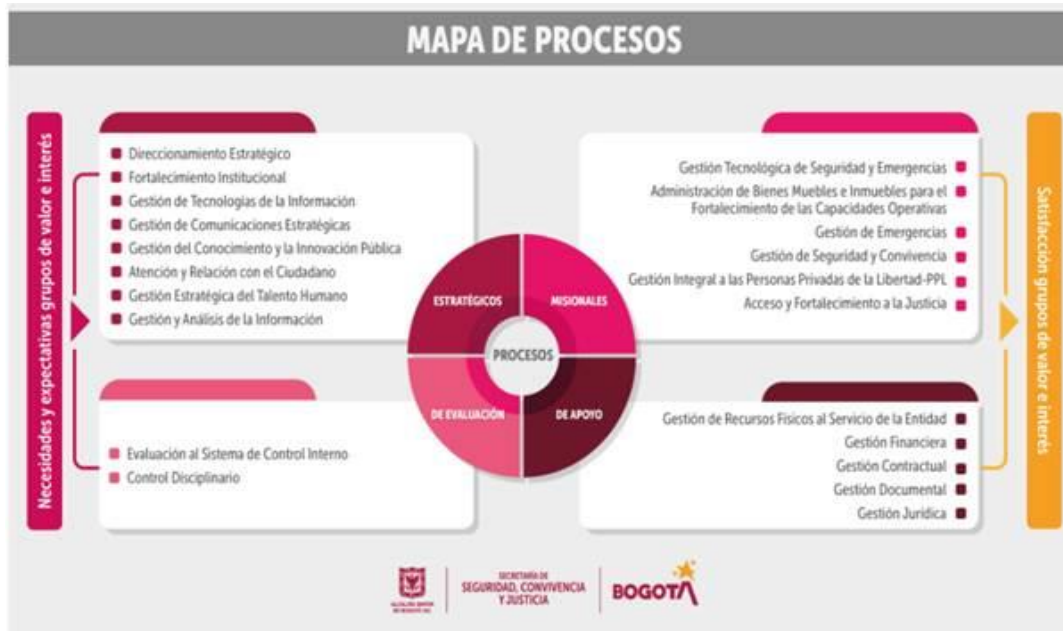 MAPA DE PROCESOS
Necesidades y expectativas grupos de valor e interés
Direccionamiento Estratégico
Fortalecimiento Institucional
Gestión de Tecnologías de la Información
Gestión de Comunicaciones Estratégicas
Gestión del Conocimiento y la Innovación Pública
Atención y Relación con el Ciudadano
Gestión Estratégica del Talento Humano
Gestión y Análisis de la Información
Gestión Tecnológica de Seguridad y Emergencias
Administración de Bienes Muebles e Inmuebles para el
Fortalecimiento de las Capacidades Operativas
Gestión de Emergencias
Gestión de Seguridad y Convivencia
Gestión Integral a las Personas Privadas de la Libertad-PPL
Acceso y Fortalecimiento a la Justicia
ESTRATÉGICOS
MISIONALES
PROCESOS
DE EVALUACIÓN
DE APOYO
Evaluación al Sistema de Control Interno
Control Disciplinario
Gestión de Recursos Físicos al Servicio de la Entidad
Gestión Financiera
Gestión Contractual
Gestión Documental
Gestión Jurídica
Satisfacción grupos de valor e interés
ALCALDÍA MAYOR
DE BOGOTÁ D.C.
SECRETARÍA DE
SEGURIDAD, CONVIVENCIA
Y JUSTICIA
BOGOTÁ